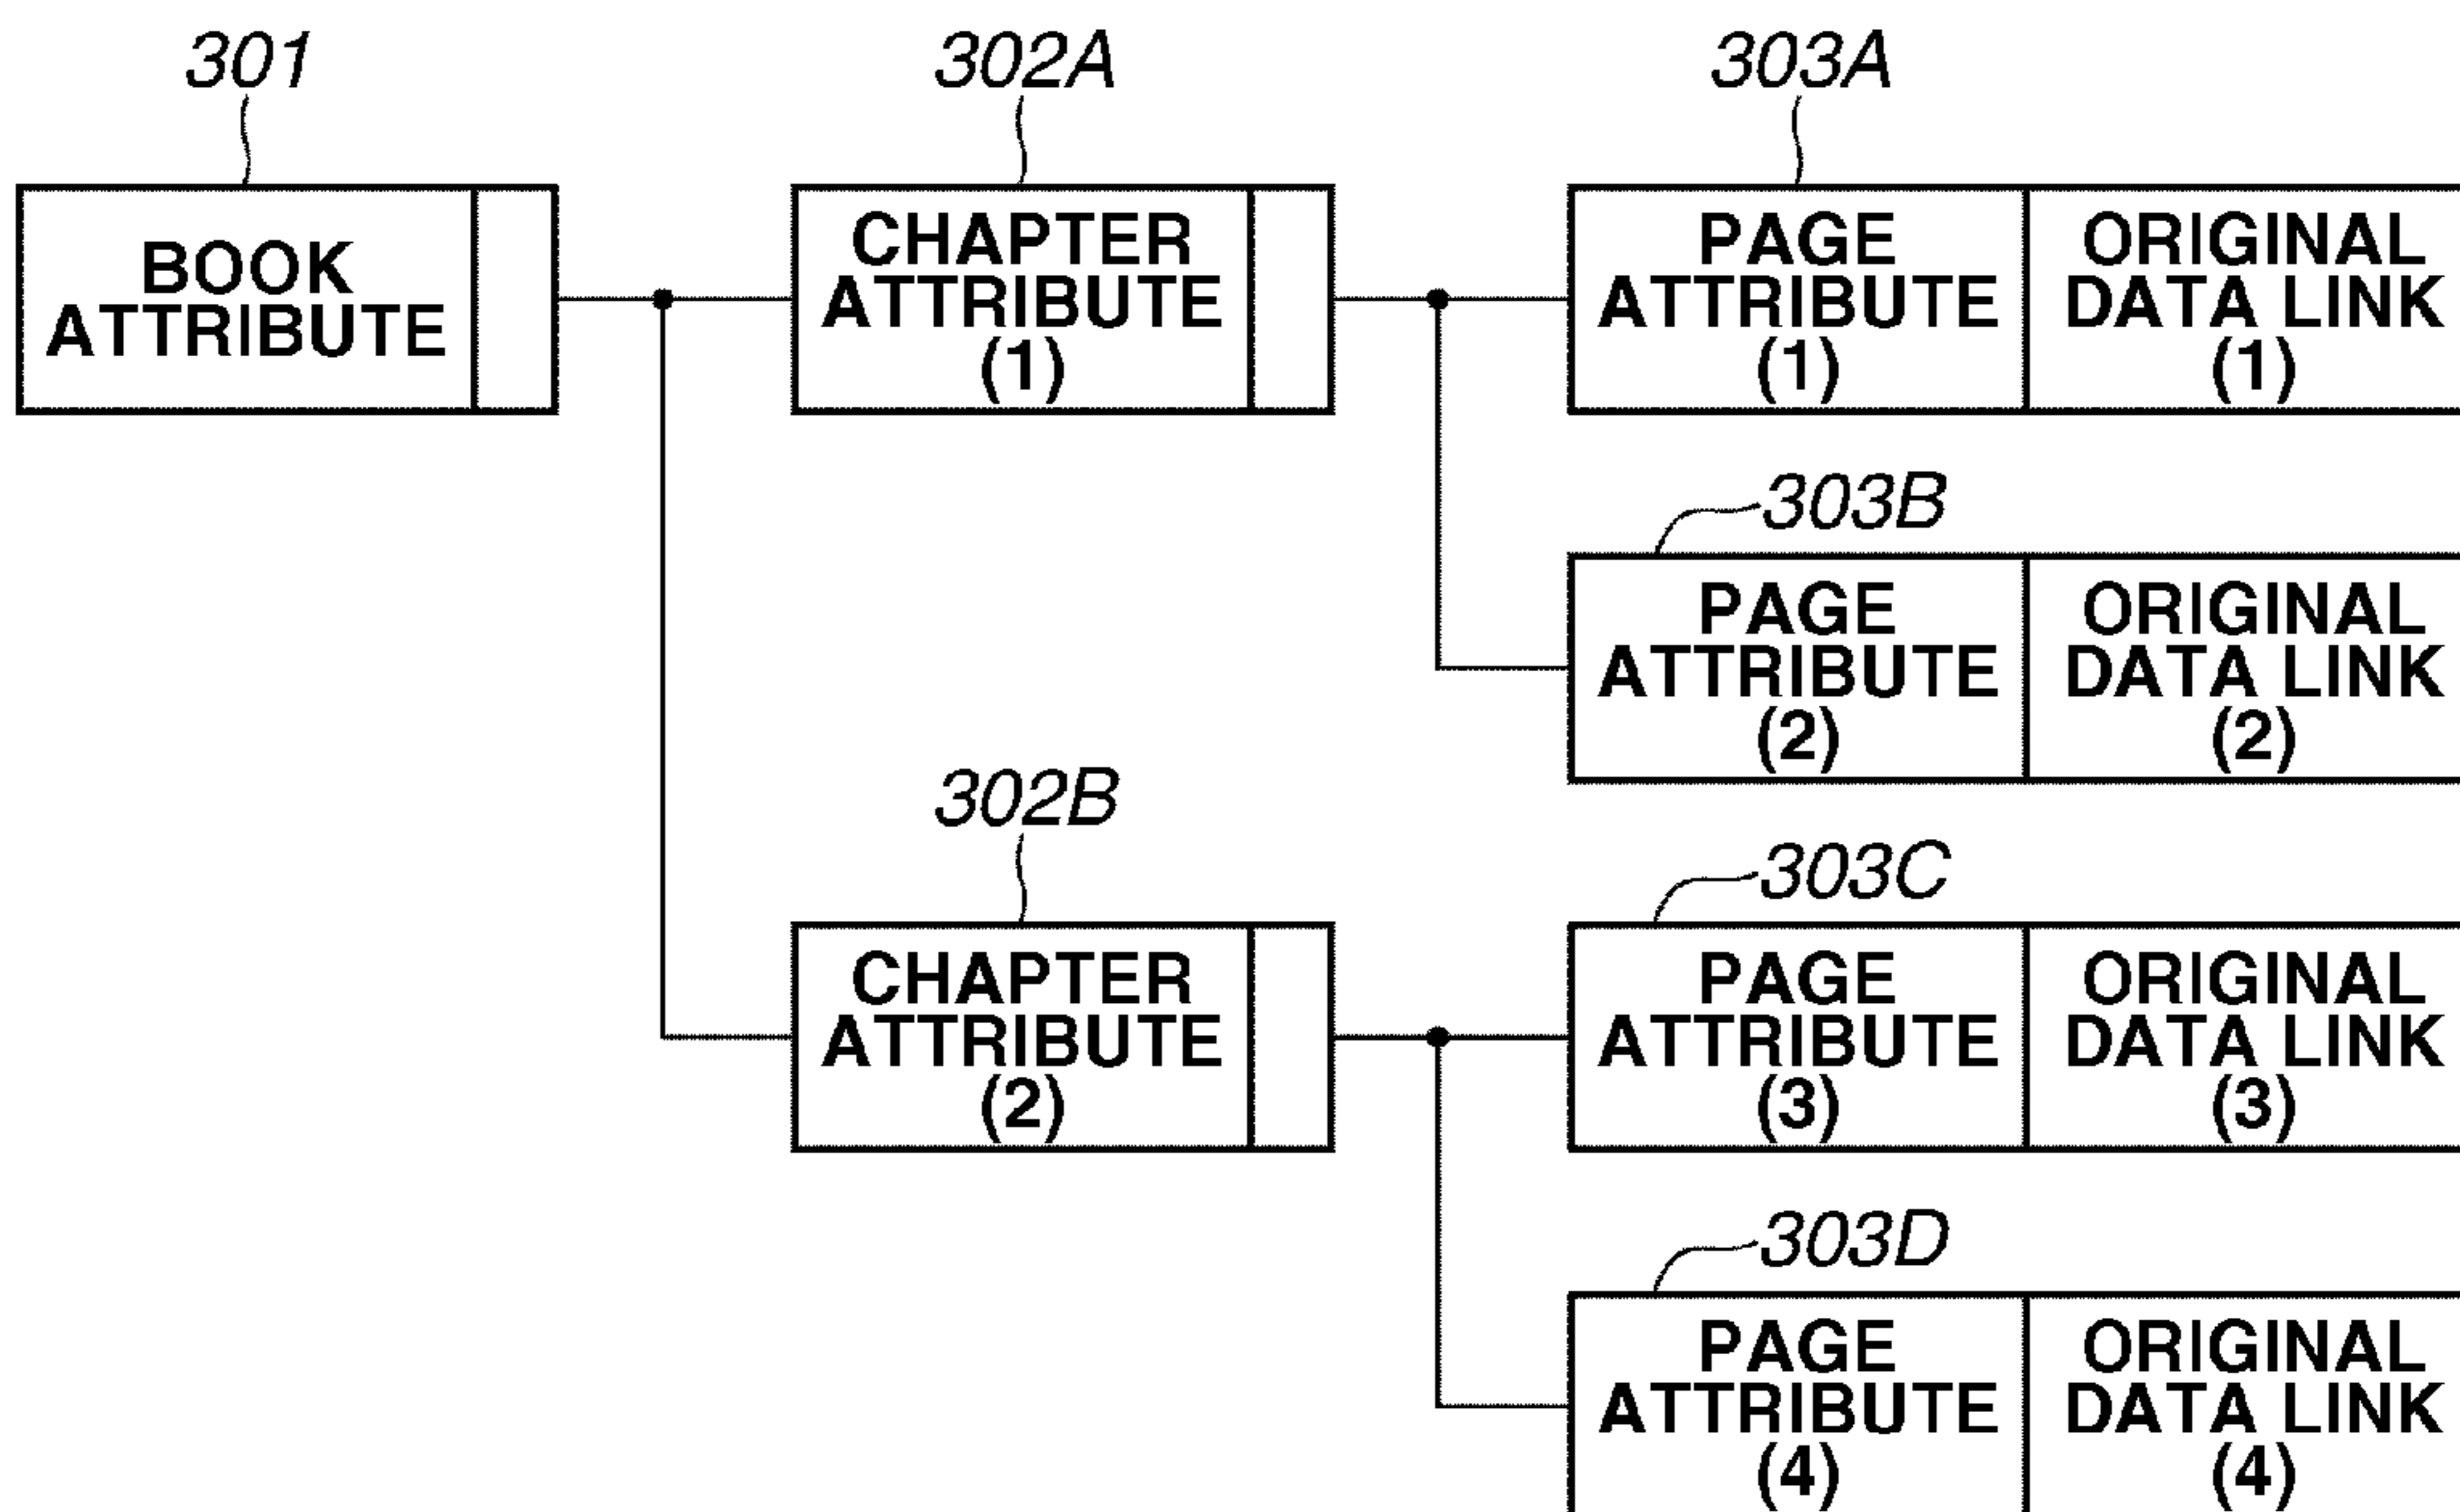 301
302A
303A
BOOK
ATTRIBUTE
CHAPTER
ATTRIBUTE
(1)
PAGE
ATTRIBUTE
(1)
ORIGINAL
DATA LINK
(1)
303B
PAGE
ATTRIBUTE
(2)
ORIGINAL
DATA LINK
(2)
302B
303C
CHAPTER
ATTRIBUTE
(2)
PAGE
ATTRIBUTE
(3)
ORIGINAL
DATA LINK
(3)
303D
PAGE
ATTRIBUTE
(4)
ORIGINAL
DATA LINK
(4)